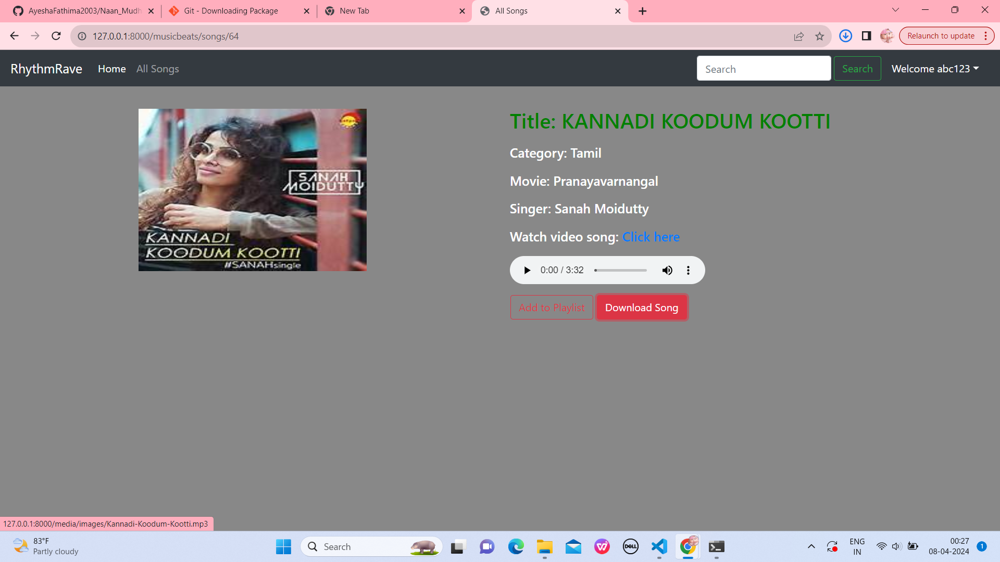 AyeshaFathima2003/Naan_Mudh
Git - Downloading Package
New Tab
All Songs
127.0.0.1:8000/musicbeats/songs/64
Relaunch to update
RhythmRave
Home
All Songs
Search
Search
Welcome abc123
SANAH
MOIDUTTY
KANNADI
KOODUM KOOTTI
#SANAHsingle
Title: KANNADI KOODUM KOOTTI
Category: Tamil
Movie: Pranayavarnangal
Singer: Sanah Moidutty
Watch video song: Click here
0:00 / 3:32
Add to Playlist
Download Song
127.0.0.1:8000/media/images/Kannadi-Koodum-Kootti.mp3
83°F
Partly cloudy
Search
DELL
ENG
IN
00:27
08-04-2024
1